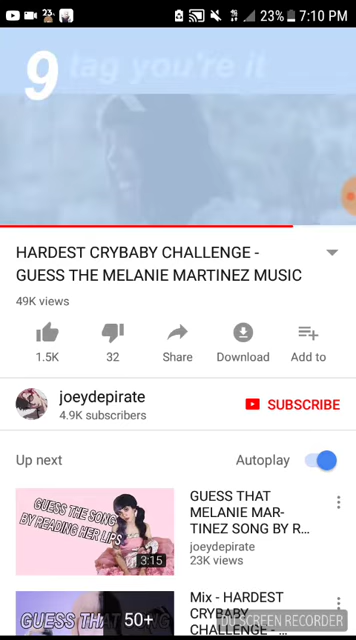 23%
23% 7:10 PM
9 tag you're it
HARDEST CRYBABY CHALLENGE -
GUESS THE MELANIE MARTINEZ MUSIC
49K views
1.5K 32 Share Download Add to
joeydepirate
4.9K subscribers
SUBSCRIBE
Up next Autoplay
GUESS THE SONG
BY READING HER LIPS
3:15
GUESS THAT
MELANIE MAR-
TINEZ SONG BY R...
joeydepirate
23K views
GUESS THAT
50+
Mix - HARDEST
CRYBABY
CHALLENGE - ...
DU SCREEN RECORDER